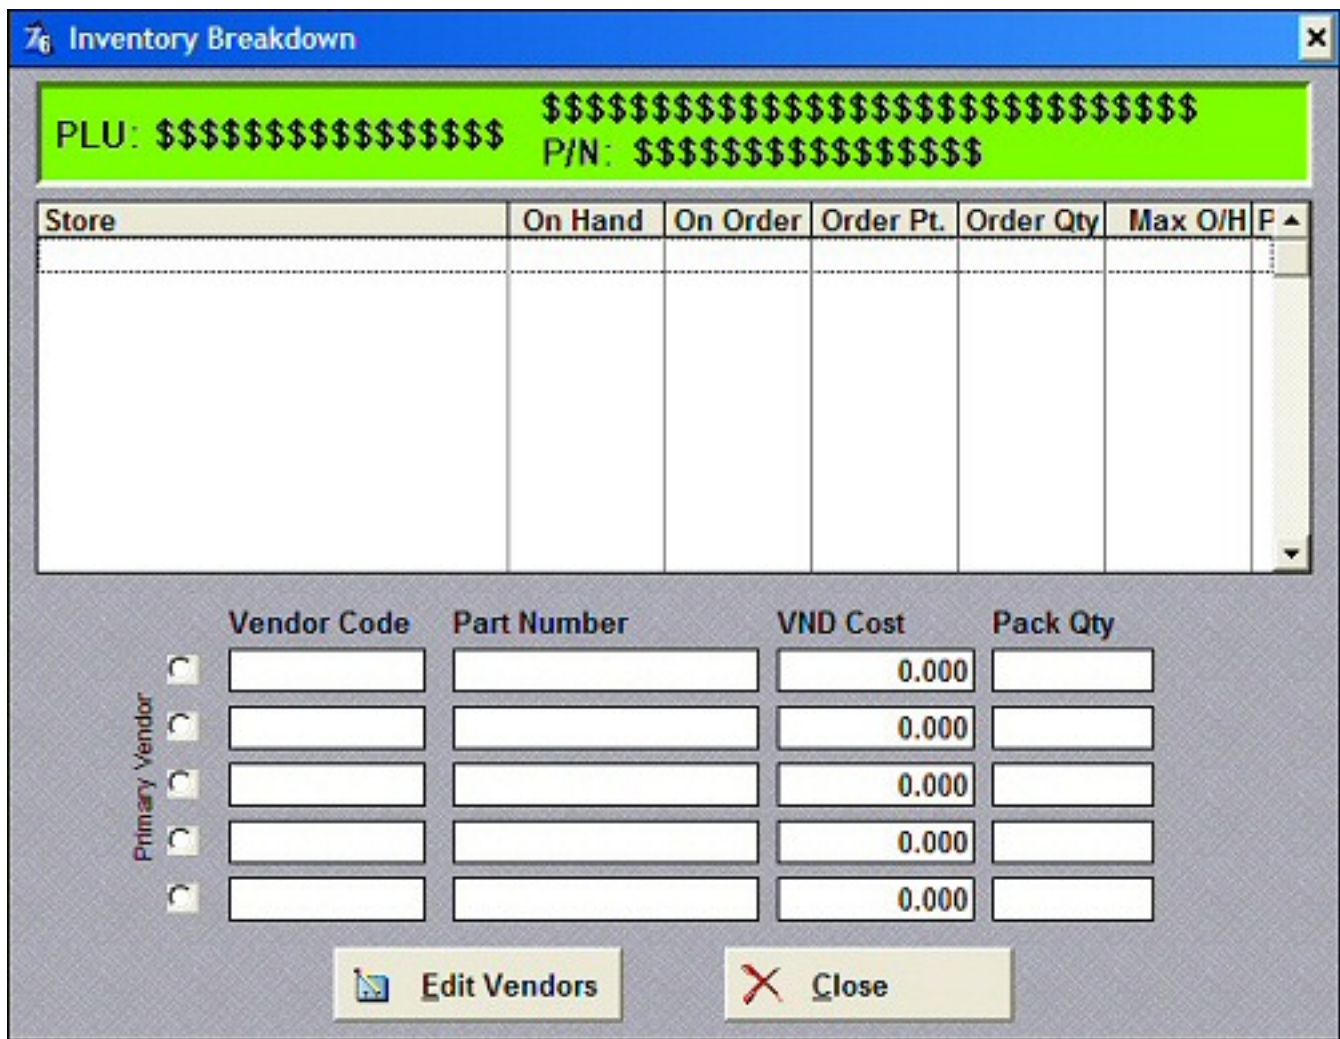 76 Inventory Breakdown
$$$$$$$$$$$$$$$$$$$$$$$$$$$$$$
PLU: $$$$$$$$$$$$$$$$
P/N: $$$$$$$$$$$$$$$$
Store On Hand On Order Order Pt. Order Qty Max O/H P
Vendor Code Part Number VND Cost Pack Qty
0.000
0.000
0.000
0.000
0.000
Primary Vendor
Edit Vendors Close